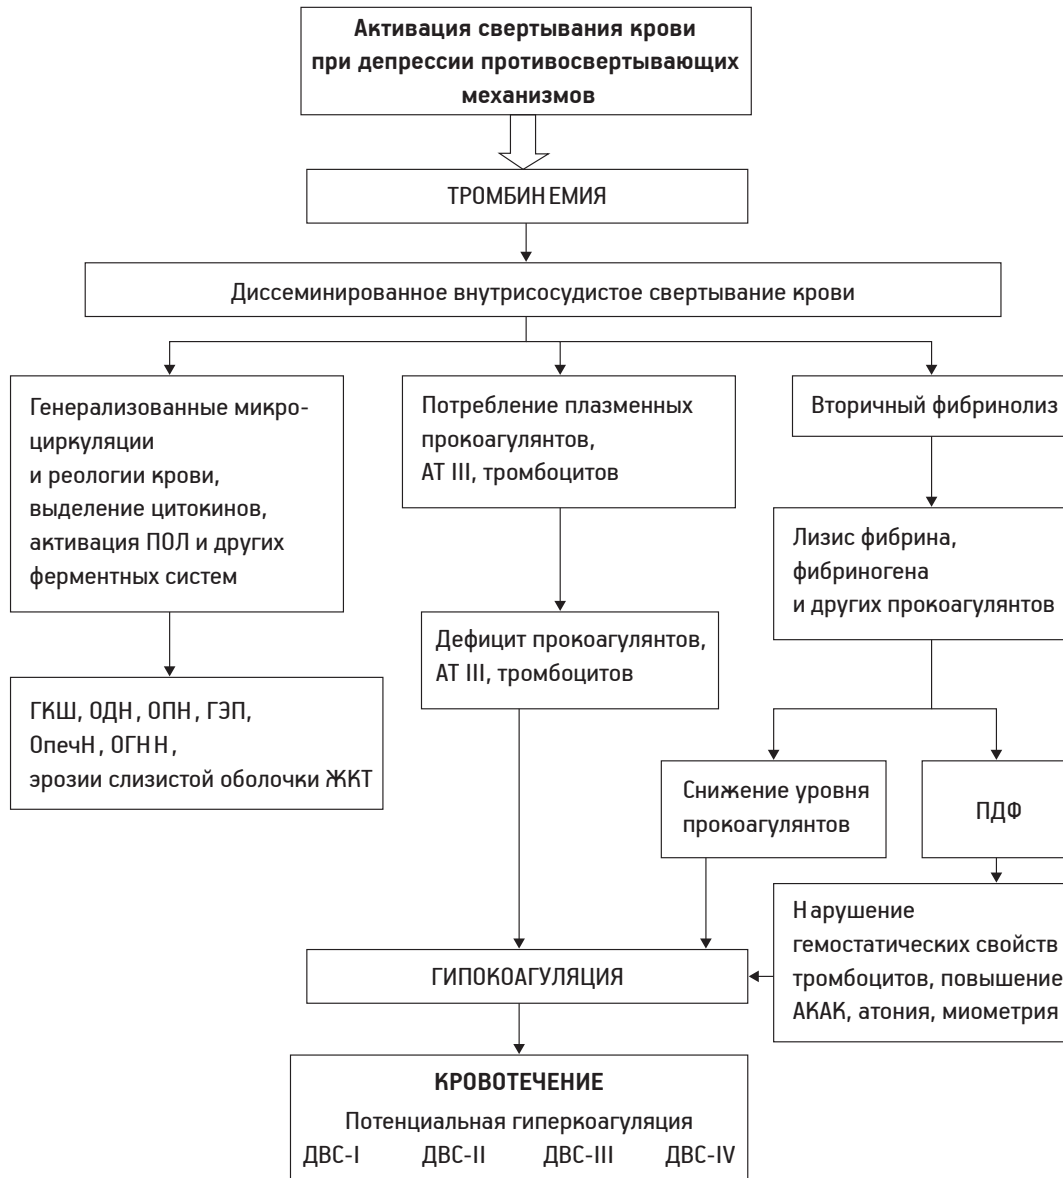 Активация свертывания крови
при депрессии противосвертывающих
механизмов
ТРОМБИНЕМИЯ
Диссеминированное внутрисосудистое свертывание крови
Генерализованные микро-
циркуляции
и реологии крови,
выделение цитокинов,
активация ПОЛ и других
ферментных систем
Потребление плазменных
прокоагулянтов,
АТ III, тромбоцитов
Вторичный фибринолиз
Лизис фибрина,
фибриногена
и других прокоагулянтов
Дефицит прокоагулянтов,
АТ III, тромбоцитов
ГКШ, ОДН, ОПН, ГЭП,
ОпечН, ОГНН,
эрозии слизистой оболочки ЖКТ
Снижение уровня
прокоагулянтов
ПДФ
Нарушение
гемостатических свойств
тромбоцитов, повышение
АКАК, атония, миометрия
ГИПОКОАГУЛЯЦИЯ
КРОВОТЕЧЕНИЕ
Потенциальная гиперкоагуляция
ДВС-I ДВС-II ДВС-III ДВС-IV